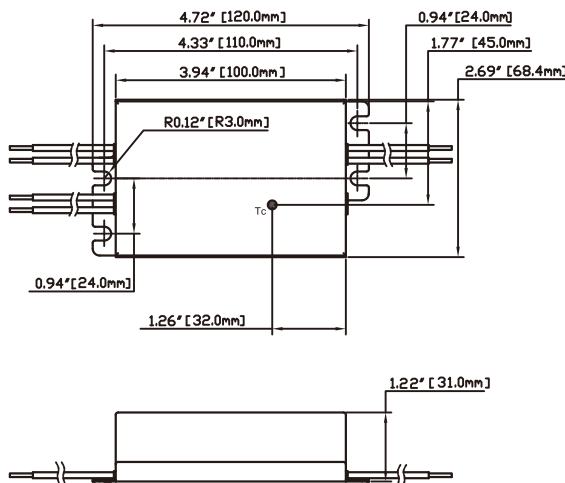 4.72″ [120.0mm]
0.94″ [24.0mm]
4.33″ [110.0mm]
1.77″ [45.0mm]
3.94″ [100.0mm]
2.69″ [68.4mm]
R0.12″ [R3.0mm]
Tc
0.94″ [24.0mm]
1.26″ [32.0mm]
1.22″ [31.0mm]